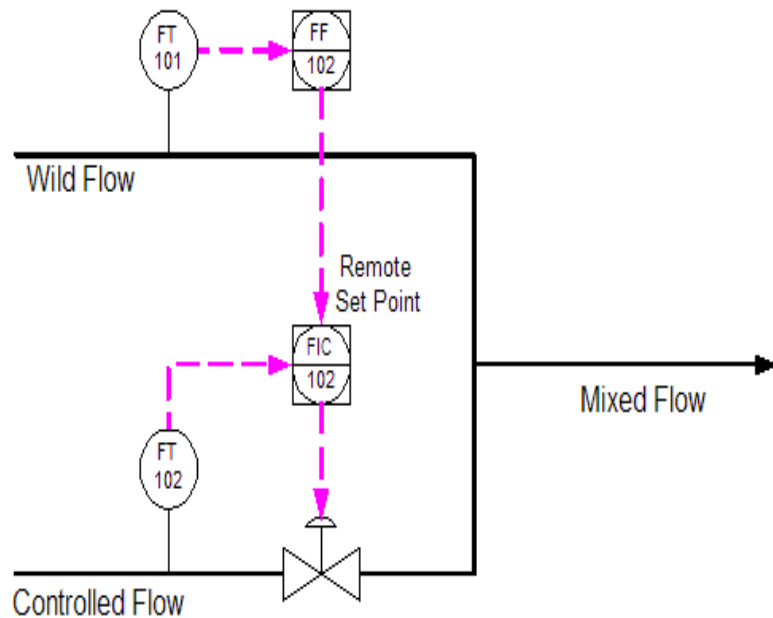 FT
101
FF
102
Wild Flow
Remote
Set Point
FIC
102
Mixed Flow
FT
102
Controlled Flow